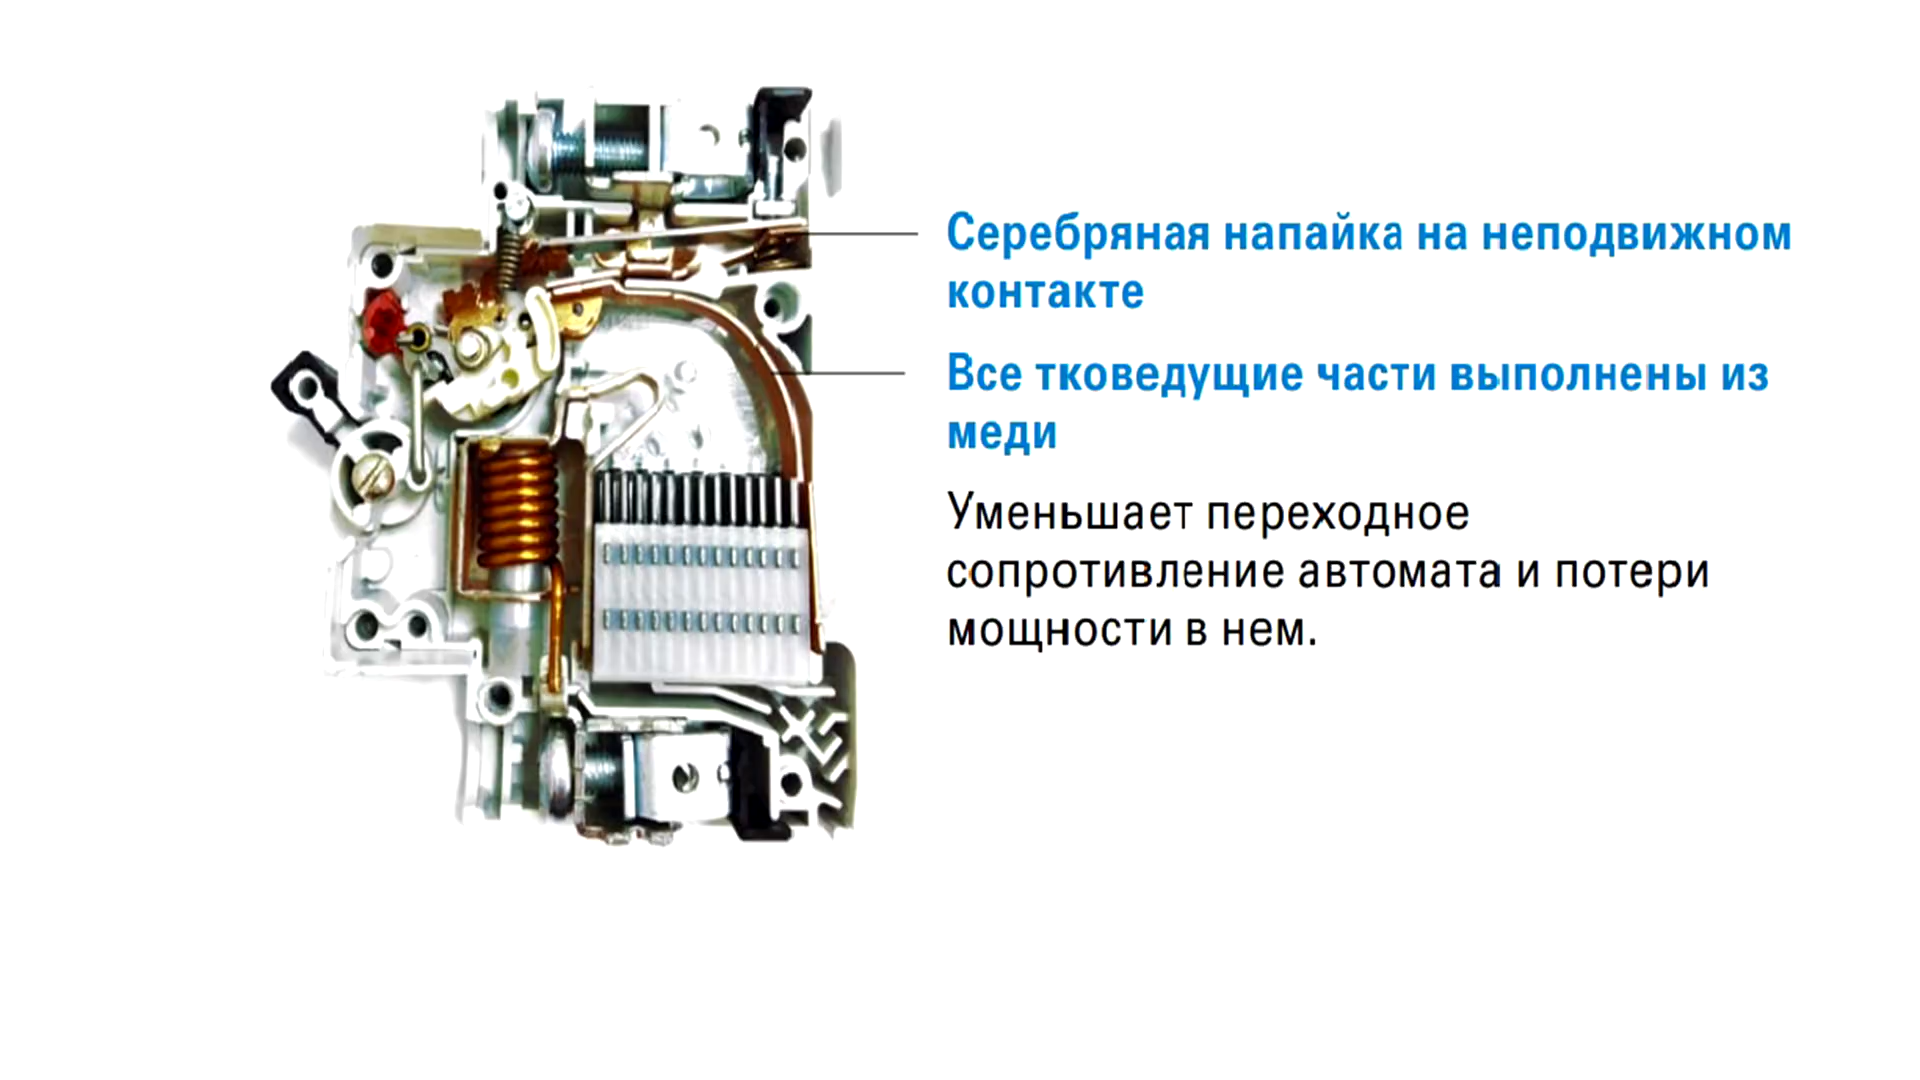 Серебряная напайка на неподвижном
контакте
Все тковедущие части выполнены из
меди
Уменьшает переходное
сопротивление автомата и потери
мощности в нем.